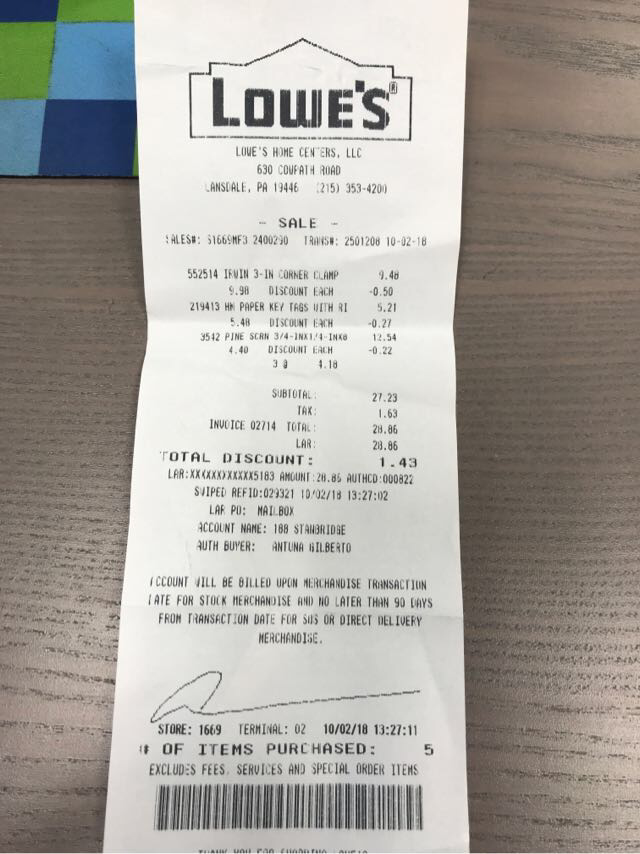 LOWE'S®
LOWE'S HOME CENTERS, LLC
630 COWPATH ROAD
LANSDALE, PA 19446 (215) 353-4200
- SALE -
SALES#: S1669MF3 2400290 TRANS#: 2501208 10-02-18
552514 IRWIN 3-IN CORNER CLAMP 9.48
9.98 DISCOUNT EACH -0.50
219413 HM PAPER KEY TAGS WITH RI 5.21
5.48 DISCOUNT EACH -0.27
3542 PINE SCRN 3/4-INX1/4-INX8 12.54
4.40 DISCOUNT EACH -0.22
3 @ 4.18
SUBTOTAL: 27.23
TAX: 1.63
INVOICE 02714 TOTAL: 28.86
LAR: 28.86
TOTAL DISCOUNT: 1.43
LAR:XXXXXXXXXXXX5183 AMOUNT:28.86 AUTHCD:000822
SWIPED REFID:029321 10/02/18 13:27:02
LAR PO: MAILBOX
ACCOUNT NAME: 188 STANBRIDGE
AUTH BUYER: ANTUNA GILBERTO
ACCOUNT WILL BE BILLED UPON MERCHANDISE TRANSACTION
DATE FOR STOCK MERCHANDISE AND NO LATER THAN 90 DAYS
FROM TRANSACTION DATE FOR SOS OR DIRECT DELIVERY
MERCHANDISE.
STORE: 1669 TERMINAL: 02 10/02/18 13:27:11
# OF ITEMS PURCHASED: 5
EXCLUDES FEES, SERVICES AND SPECIAL ORDER ITEMS
THANK YOU FOR SHOPPING LOWE'S